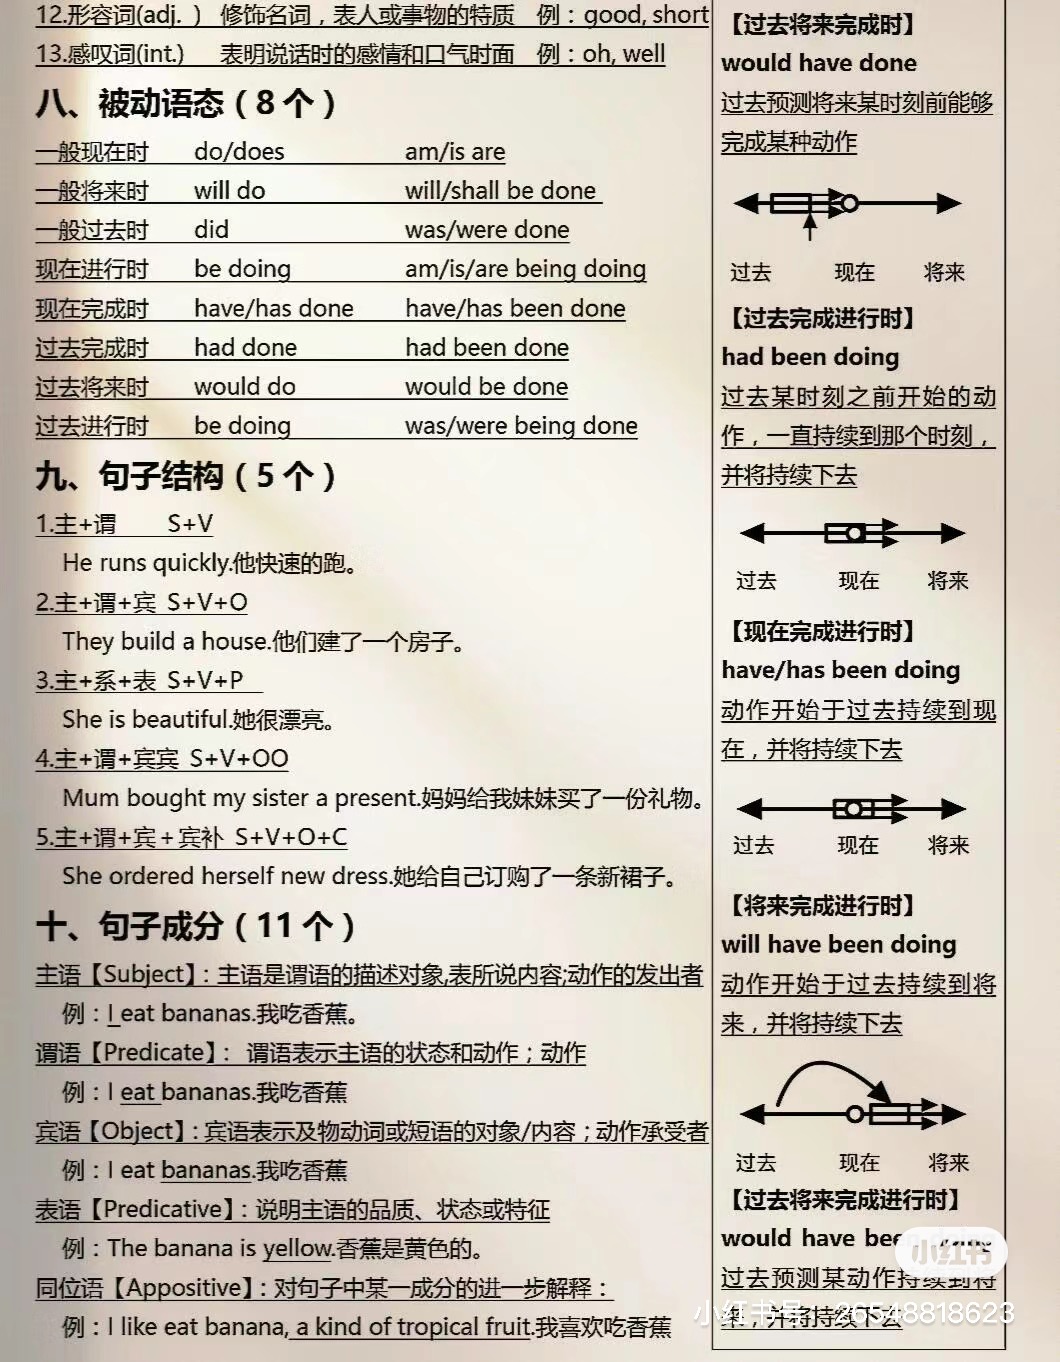 12.形容词(adj. ) 修饰名词，表人或事物的特质 例：good, short
13.感叹词(int.) 表明说话时的感情和口气时面 例：oh, well
八、被动语态（8 个）
一般现在时 do/does am/is are
一般将来时 will do will/shall be done
一般过去时 did was/were done
现在进行时 be doing am/is/are being doing
现在完成时 have/has done have/has been done
过去完成时 had done had been done
过去将来时 would do would be done
过去进行时 be doing was/were being done
九、句子结构（5 个）
1.主+谓 S+V
He runs quickly.他快速的跑。
2.主+谓+宾 S+V+O
They build a house.他们建了一个房子。
3.主+系+表 S+V+P
She is beautiful.她很漂亮。
4.主+谓+宾宾 S+V+OO
Mum bought my sister a present.妈妈给我妹妹买了一份礼物。
5.主+谓+宾＋宾补 S+V+O+C
She ordered herself new dress.她给自己订购了一条新裙子。
十、句子成分（11 个）
主语【Subject】：主语是谓语的描述对象,表所说内容;动作的发出者
例：I eat bananas.我吃香蕉。
谓语【Predicate】： 谓语表示主语的状态和动作；动作
例：I eat bananas.我吃香蕉
宾语【Object】：宾语表示及物动词或短语的对象/内容；动作承受者
例：I eat bananas.我吃香蕉
表语【Predicative】：说明主语的品质、状态或特征
例：The banana is yellow.香蕉是黄色的。
同位语【Appositive】：对句子中某一成分的进一步解释：
例：I like eat banana, a kind of tropical fruit.我喜欢吃香蕉
【过去将来完成时】
would have done
过去预测将来某时刻前能够
完成某种动作
过去 现在 将来
【过去完成进行时】
had been doing
过去某时刻之前开始的动
作，一直持续到那个时刻，
并将持续下去
过去 现在 将来
【现在完成进行时】
have/has been doing
动作开始于过去持续到现
在，并将持续下去
过去 现在 将来
【将来完成进行时】
will have been doing
动作开始于过去持续到将
来，并将持续下去
过去 现在 将来
【过去将来完成进行时】
would have
过去预测某动作持续到将
来，并将持续下去
小红书
小红书号：26548818623